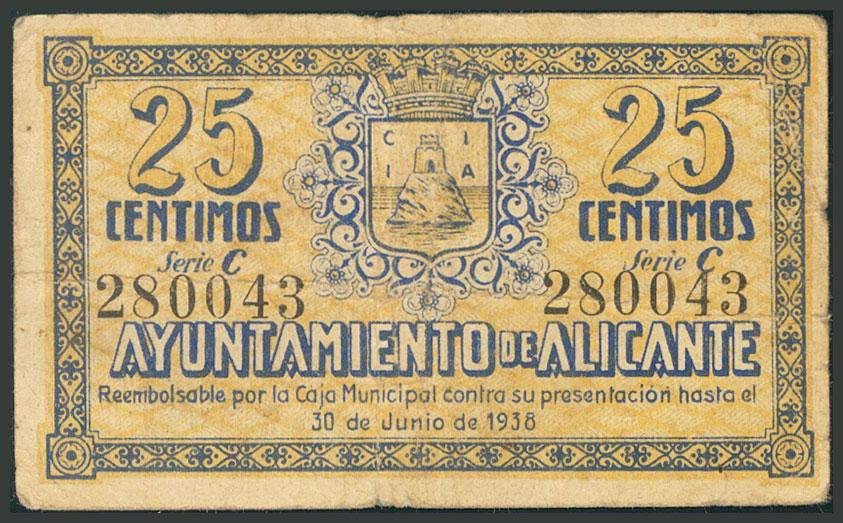 25 25
CENTIMOS CENTIMOS
C I
I A
Serie C Serie C
280043 280043
AYUNTAMIENTO DE ALICANTE
Reembolsable por la Caja Municipal contra su presentación hasta el
30 de Junio de 1938